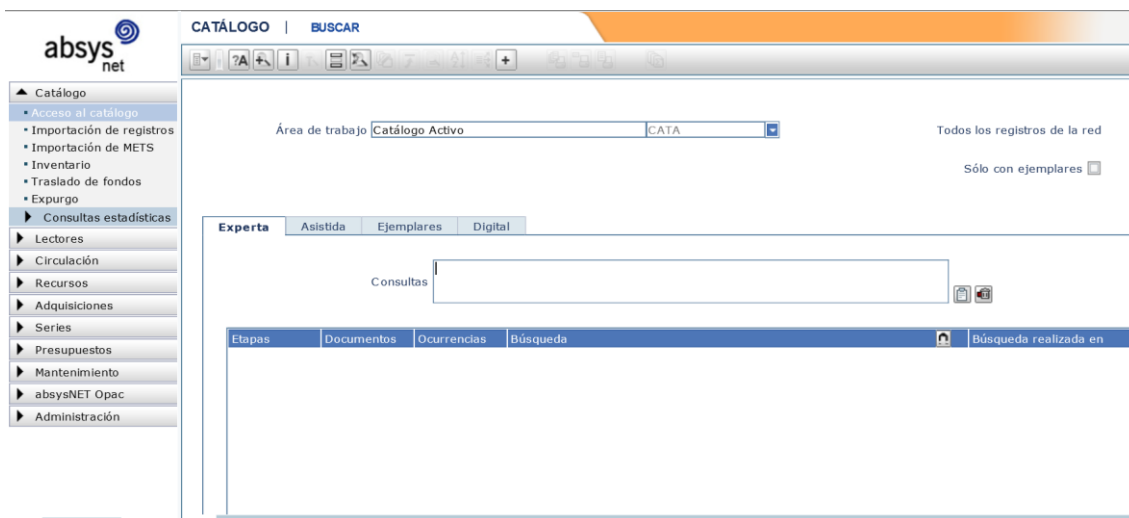 absys
net
CATÁLOGO | BUSCAR
?A i +
Catálogo
Acceso al catálogo
Importación de registros
Importación de METS
Inventario
Traslado de fondos
Expurgo
Consultas estadísticas
Lectores
Circulación
Recursos
Adquisiciones
Series
Presupuestos
Mantenimiento
absysNET Opac
Administración
Área de trabajo Catálogo Activo CATA Todos los registros de la red
Sólo con ejemplares
Experta Asistida Ejemplares Digital
Consultas
Etapas Documentos Ocurrencias Búsqueda Búsqueda realizada en